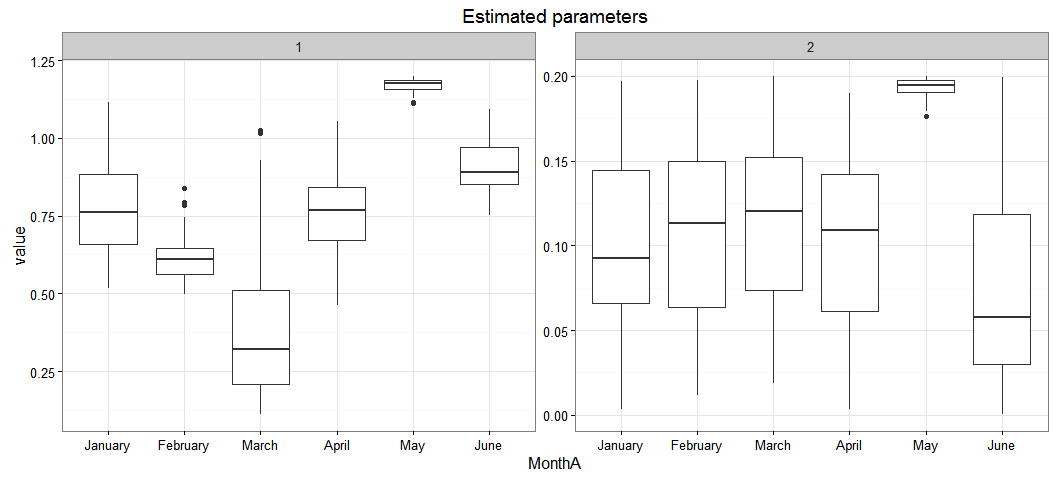 Estimated parameters
1
2
value
1.25
1.00
0.75
0.50
0.25
0.20
0.15
0.10
0.05
0.00
January February March April May June
January February March April May June
MonthA